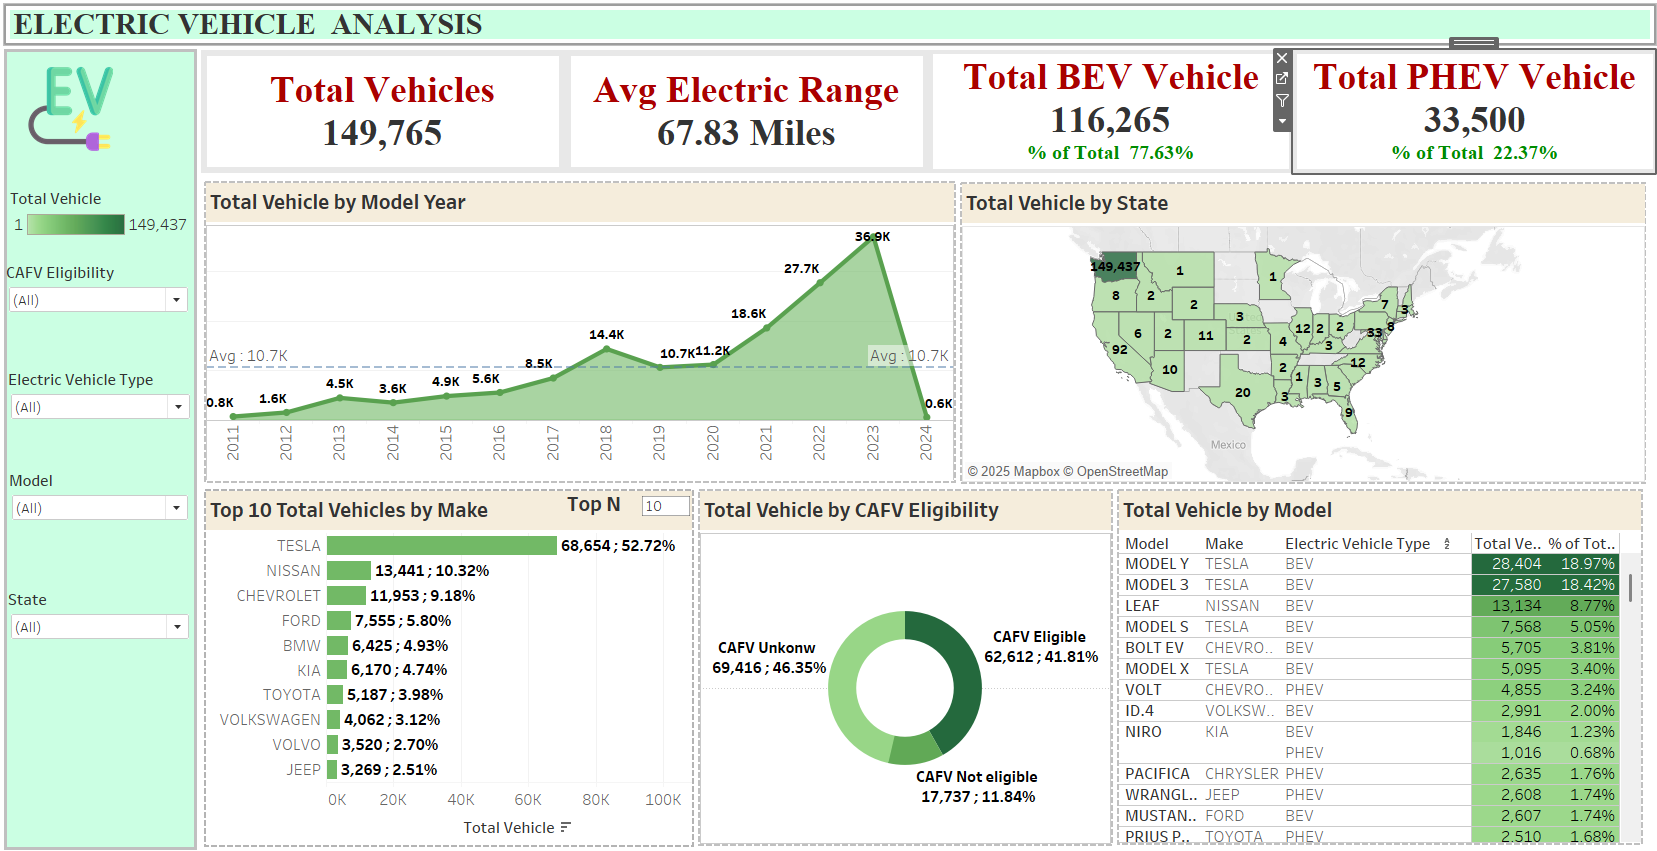 ELECTRIC VEHICLE  ANALYSIS
EV
Total Vehicles
149,765
Avg Electric Range
67.83 Miles
Total BEV Vehicle
116,265
% of Total  77.63%
Total PHEV Vehicle
33,500
% of Total  22.37%
Total Vehicle
1 149,437
CAFV Eligibility
(All)
Electric Vehicle Type
(All)
Model
(All)
State
(All)
Total Vehicle by Model Year
36.9K
27.7K
18.6K
14.4K
10.7K 11.2K
8.5K
Avg : 10.7K
Avg : 10.7K
4.5K
3.6K
4.9K
5.6K
1.6K
0.8K
0.6K
2011 2012 2013 2014 2015 2016 2017 2018 2019 2020 2021 2022 2023 2024
Total Vehicle by State
149,437
1
1
8
2
2
7
3
3
6
2
11
2
12
2
2
33
8
92
4
3
10
2
1
3
5
12
20
3
9
Mexico
© 2025 Mapbox © OpenStreetMap
Top 10 Total Vehicles by Make
Top N
10
TESLA 68,654 ; 52.72%
NISSAN 13,441 ; 10.32%
CHEVROLET 11,953 ; 9.18%
FORD 7,555 ; 5.80%
BMW 6,425 ; 4.93%
KIA 6,170 ; 4.74%
TOYOTA 5,187 ; 3.98%
VOLKSWAGEN 4,062 ; 3.12%
VOLVO 3,520 ; 2.70%
JEEP 3,269 ; 2.51%
0K 20K 40K 60K 80K 100K
Total Vehicle
Total Vehicle by CAFV Eligibility
CAFV Unkonw
69,416 ; 46.35%
CAFV Eligible
62,612 ; 41.81%
CAFV Not eligible
17,737 ; 11.84%
Total Vehicle by Model
Model Make Electric Vehicle Type Total Ve.. % of Tot..
MODEL Y TESLA BEV 28,404 18.97%
MODEL 3 TESLA BEV 27,580 18.42%
LEAF NISSAN BEV 13,134 8.77%
MODEL S TESLA BEV 7,568 5.05%
BOLT EV CHEVRO.. BEV 5,705 3.81%
MODEL X TESLA BEV 5,095 3.40%
VOLT CHEVRO.. PHEV 4,855 3.24%
ID.4 VOLKSW.. BEV 2,991 2.00%
NIRO KIA BEV 1,846 1.23%
PHEV 1,016 0.68%
PACIFICA CHRYSLER PHEV 2,635 1.76%
WRANGL.. JEEP PHEV 2,608 1.74%
MUSTAN.. FORD BEV 2,607 1.74%
PRIUS P.. TOYOTA PHEV 2,510 1.68%